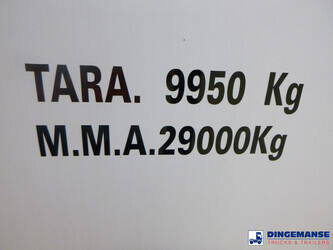 TARA. 9950 Kg
M.M.A.29000Kg
DINGEMANSE
TRUCKS & TRAILERS